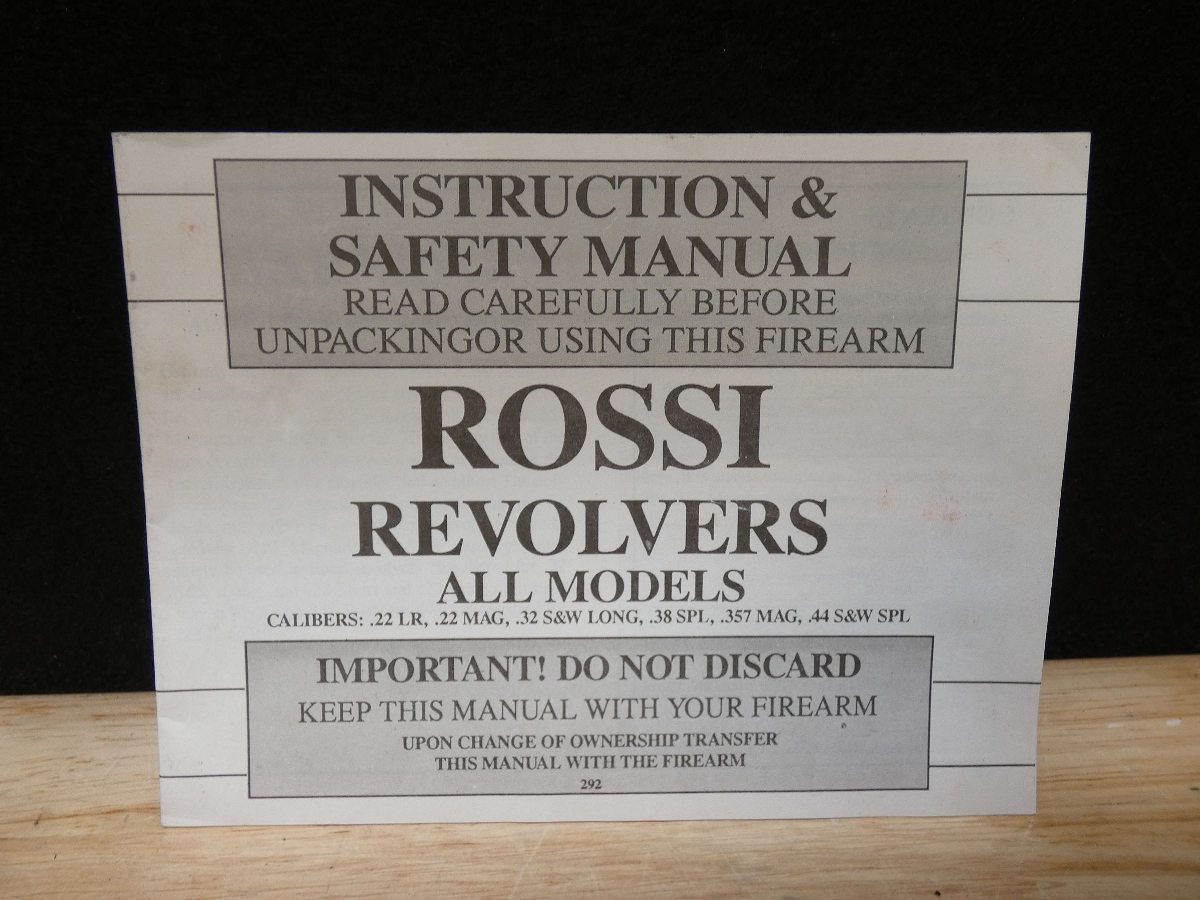 INSTRUCTION &
SAFETY MANUAL
READ CAREFULLY BEFORE
UNPACKINGOR USING THIS FIREARM
ROSSI
REVOLVERS
ALL MODELS
CALIBERS: .22 LR, .22 MAG, .32 S&W LONG, .38 SPL, .357 MAG, .44 S&W SPL
IMPORTANT! DO NOT DISCARD
KEEP THIS MANUAL WITH YOUR FIREARM
UPON CHANGE OF OWNERSHIP TRANSFER
THIS MANUAL WITH THE FIREARM
292